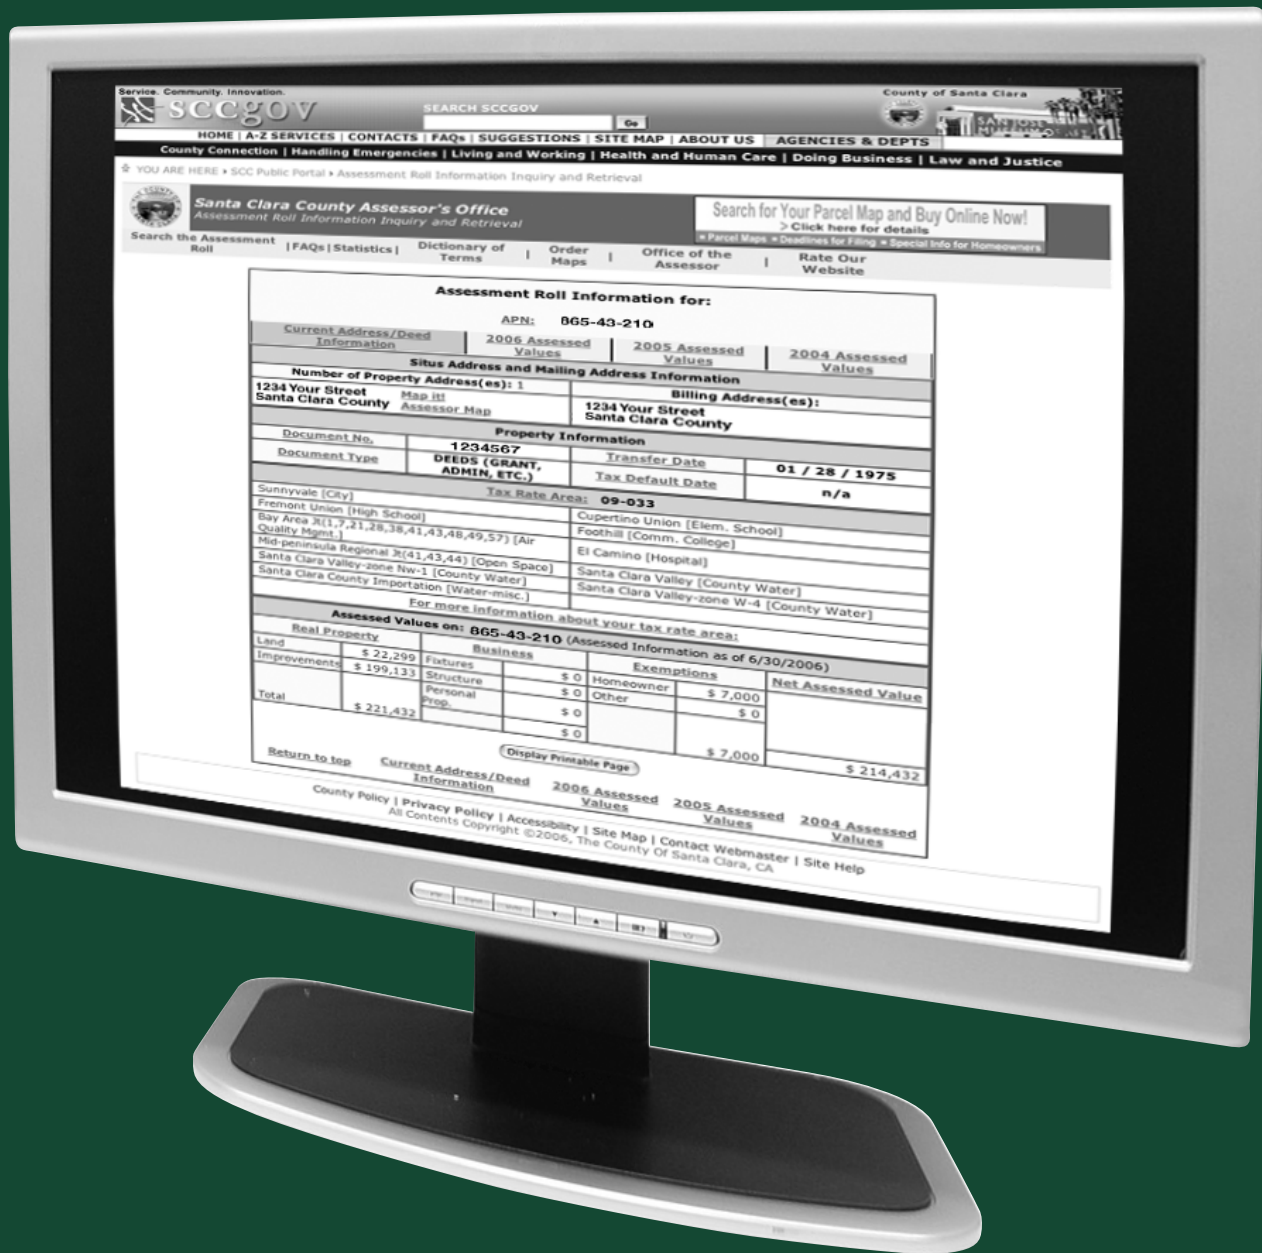 Service. Community. Innovation.
sccgov
SEARCH SCCGOV
Go
County of Santa Clara
SAN JOSE
HOME | A-Z SERVICES | CONTACTS | FAQs | SUGGESTIONS | SITE MAP | ABOUT US | AGENCIES & DEPTS
County Connection | Handling Emergencies | Living and Working | Health and Human Care | Doing Business | Law and Justice
YOU ARE HERE ▸ SCC Public Portal ▸ Assessment Roll Information Inquiry and Retrieval
Santa Clara County Assessor's Office
Assessment Roll Information Inquiry and Retrieval
Search for Your Parcel Map and Buy Online Now!
> Click here for details
Parcel Maps Deadlines for Filing Special Info for Homeowners
Search the Assessment Roll | FAQs | Statistics | Dictionary of Terms | Order Maps | Office of the Assessor | Rate Our Website
Assessment Roll Information for:
APN: 865-43-210
Current Address/Deed Information
2006 Assessed Values
2005 Assessed Values
2004 Assessed Values
Situs Address and Mailing Address Information
Number of Property Address(es): 1
Billing Address(es):
1234 Your Street
Santa Clara County
Map it!
Assessor Map
1234 Your Street
Santa Clara County
Property Information
Document No. 1234567 Transfer Date 01 / 28 / 1975
Document Type DEEDS (GRANT, ADMIN, ETC.) Tax Default Date n/a
Tax Rate Area: 09-033
Sunnyvale [City]
Cupertino Union [Elem. School]
Fremont Union [High School]
Foothill [Comm. College]
Bay Area Jt(1,7,21,28,38,41,43,48,49,57) [Air Quality Mgmt.]
El Camino [Hospital]
Mid-peninsula Regional Jt(41,43,44) [Open Space]
Santa Clara Valley [County Water]
Santa Clara Valley-zone Nw-1 [County Water]
Santa Clara Valley-zone W-4 [County Water]
Santa Clara County Importation [Water-misc.]
For more information about your tax rate area:
Assessed Values on: 865-43-210 (Assessed Information as of 6/30/2006)
Real Property Business Exemptions Net Assessed Value
Land $ 22,299 Fixtures $ 0 Homeowner $ 7,000
Improvements $ 199,133 Structure $ 0 Other $ 0
Personal Prop. $ 0
Total $ 221,432 $ 0 $ 7,000 $ 214,432
Display Printable Page
Return to top
Current Address/Deed Information
2006 Assessed Values
2005 Assessed Values
2004 Assessed Values
County Policy | Privacy Policy | Accessibility | Site Map | Contact Webmaster | Site Help
All Contents Copyright ©2006, The County Of Santa Clara, CA